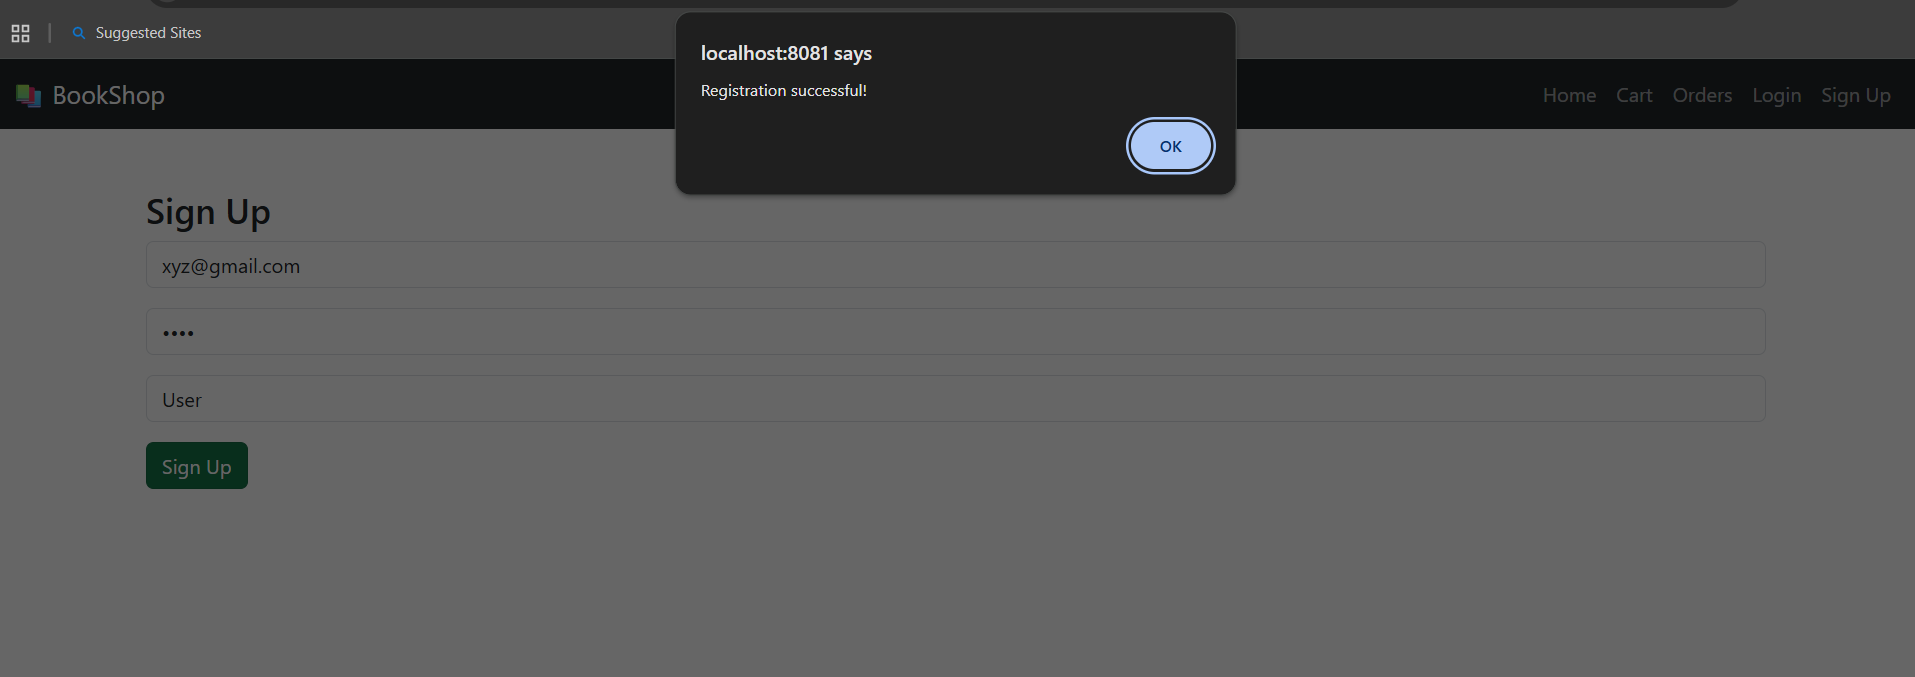 Suggested Sites
localhost:8081 says
Registration successful!
OK
BookShop
Home Cart Orders Login Sign Up
Sign Up
xyz@gmail.com
••••
User
Sign Up